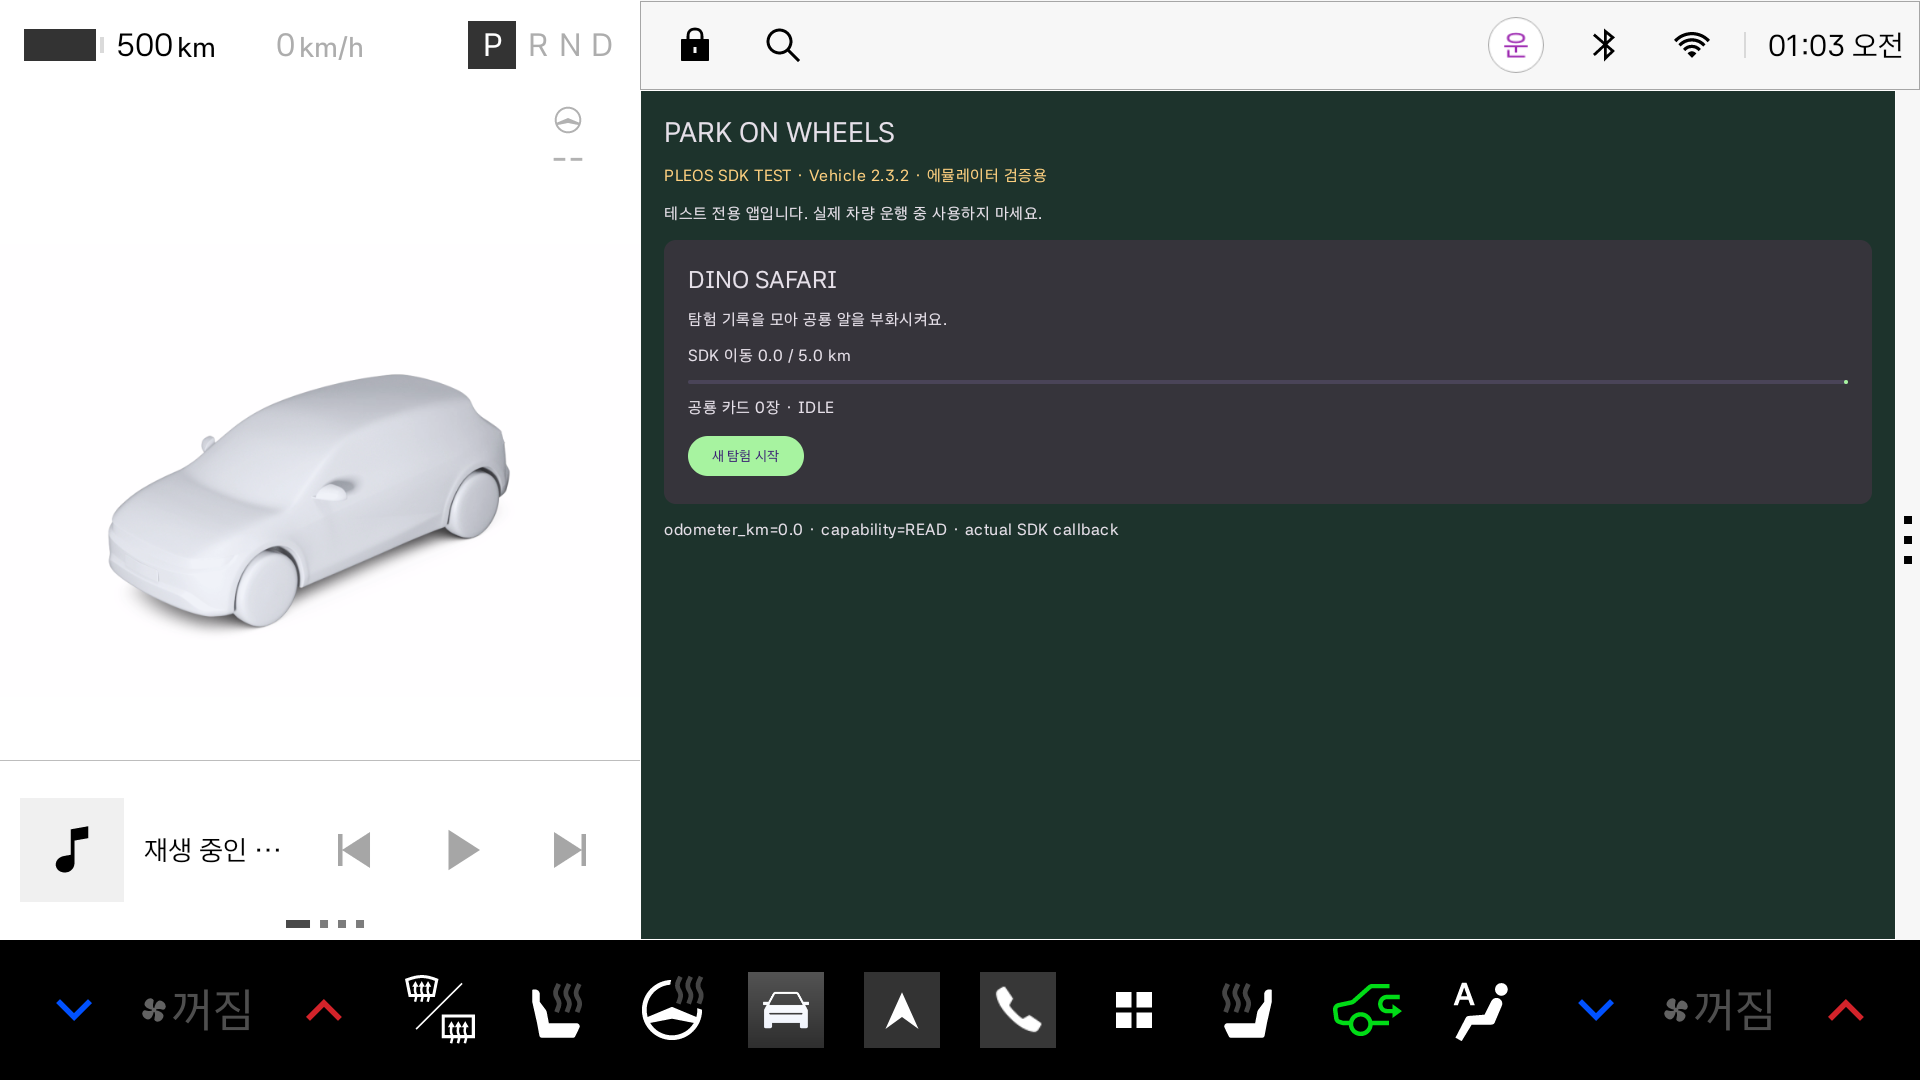 500 km
0 km/h
P R N D
운
01:03 오전
PARK ON WHEELS
PLEOS SDK TEST · Vehicle 2.3.2 · 에뮬레이터 검증용
테스트 전용 앱입니다. 실제 차량 운행 중 사용하지 마세요.
DINO SAFARI
탐험 기록을 모아 공룡 알을 부화시켜요.
SDK 이동 0.0 / 5.0 km
공룡 카드 0장 · IDLE
새 탐험 시작
odometer_km=0.0 · capability=READ · actual SDK callback
--
재생 중인 ···
꺼짐
A
꺼짐